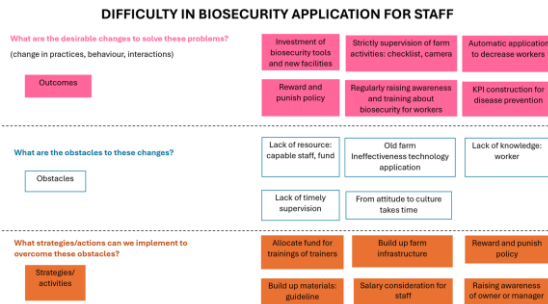 DIFFICULTY IN BIOSECURITY APPLICATION FOR STAFF
What are the desirable changes to solve these problems?
(change in practices, behaviour, interactions)
Outcomes
Investment of
biosecurity tools
and new facilities
Strictly supervision of farm
activities: checklist, camera
Automatic application
to decrease workers
Reward and
punish policy
Regularly raising awareness
and training about
biosecurity for workers
KPI construction for
disease prevention
What are the obstacles to these changes?
Obstacles
Lack of resource:
capable staff, fund
Old farm
Ineffectiveness technology
application
Lack of knowledge:
worker
Lack of timely
supervision
From attitude to culture
takes time
What strategies/actions can we implement to
overcome these obstacles?
Strategies/
activities
Allocate fund for
trainings of trainers
Build up farm
infrastructure
Reward and punish
policy
Build up materials:
guideline
Salary consideration for
staff
Raising awareness
of owner or manager